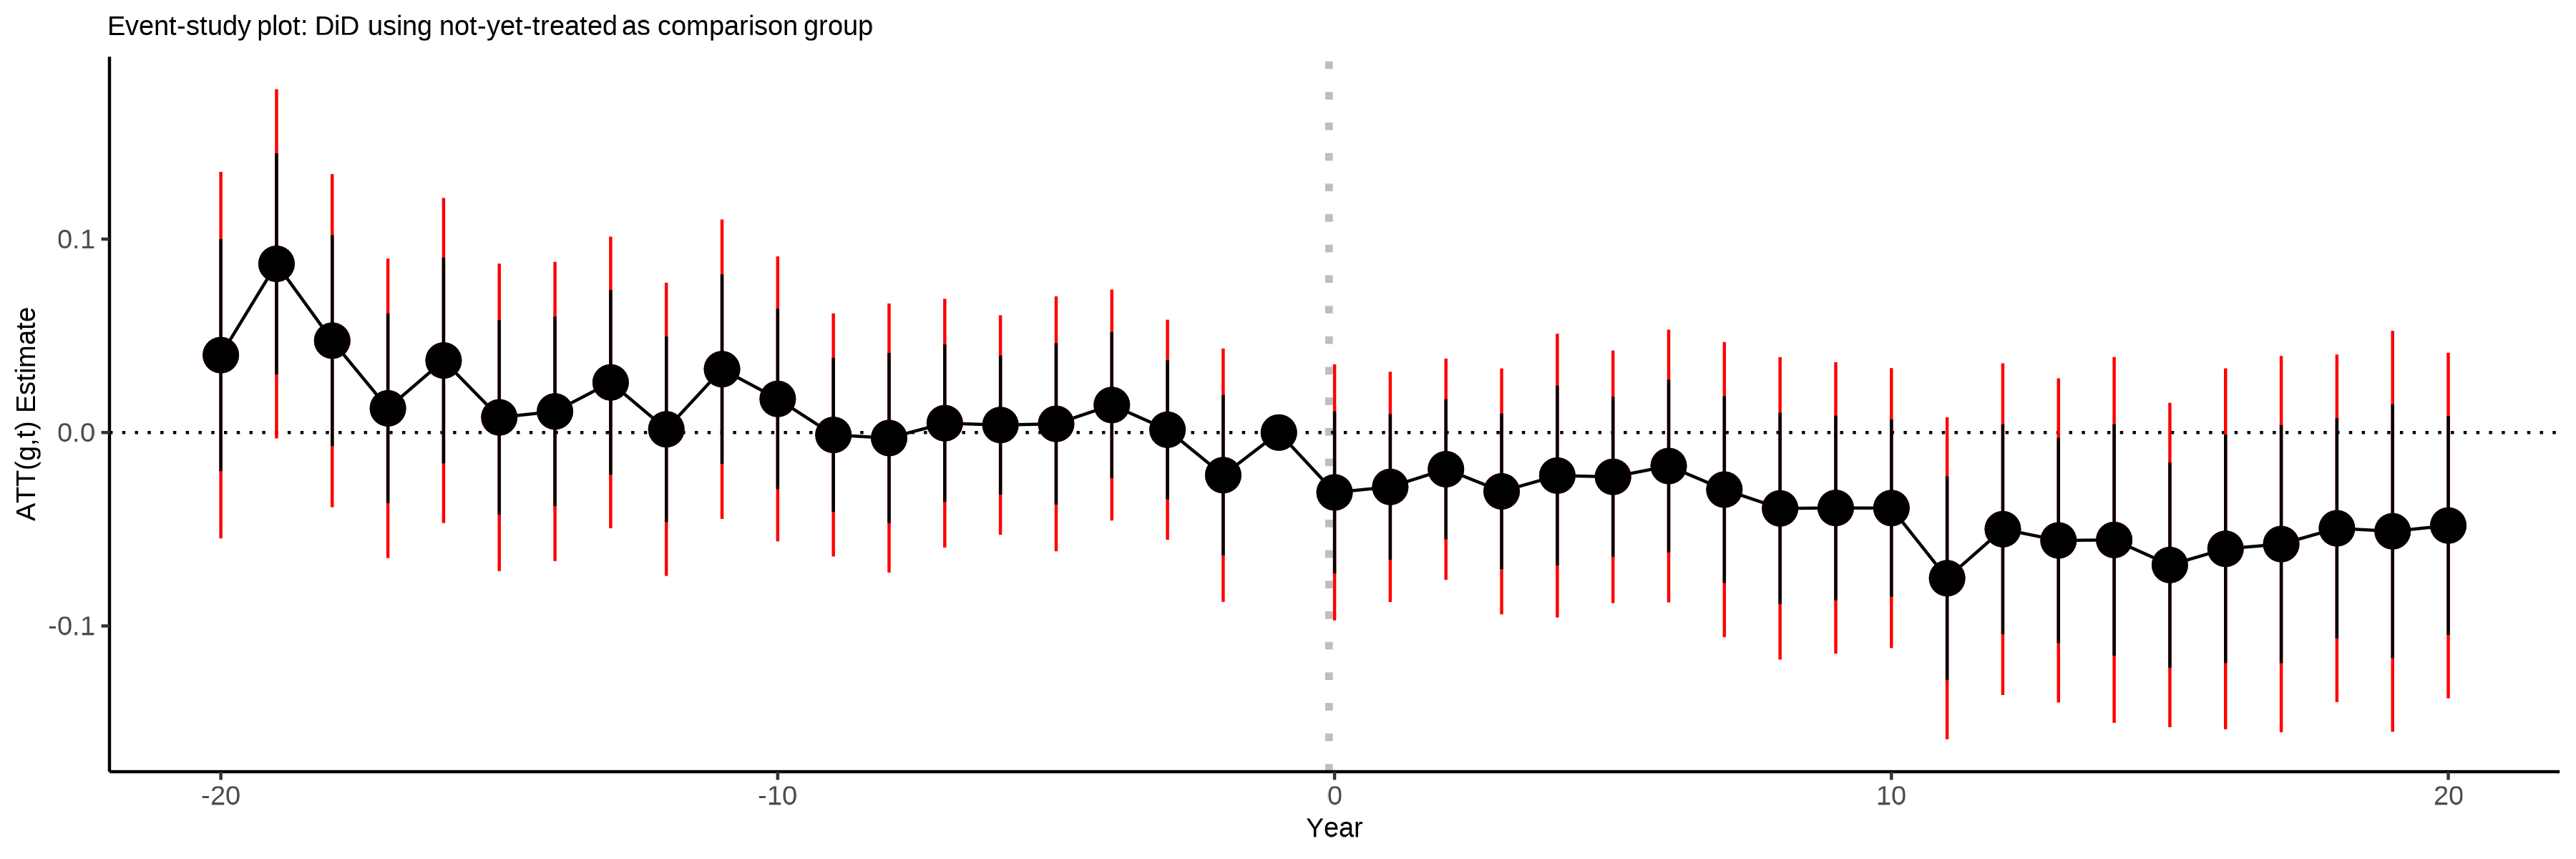 Event-study plot: DiD using not-yet-treated as comparison group
ATT(g,t) Estimate
0.1
0.0
-0.1
-20
-10
0
10
20
Year